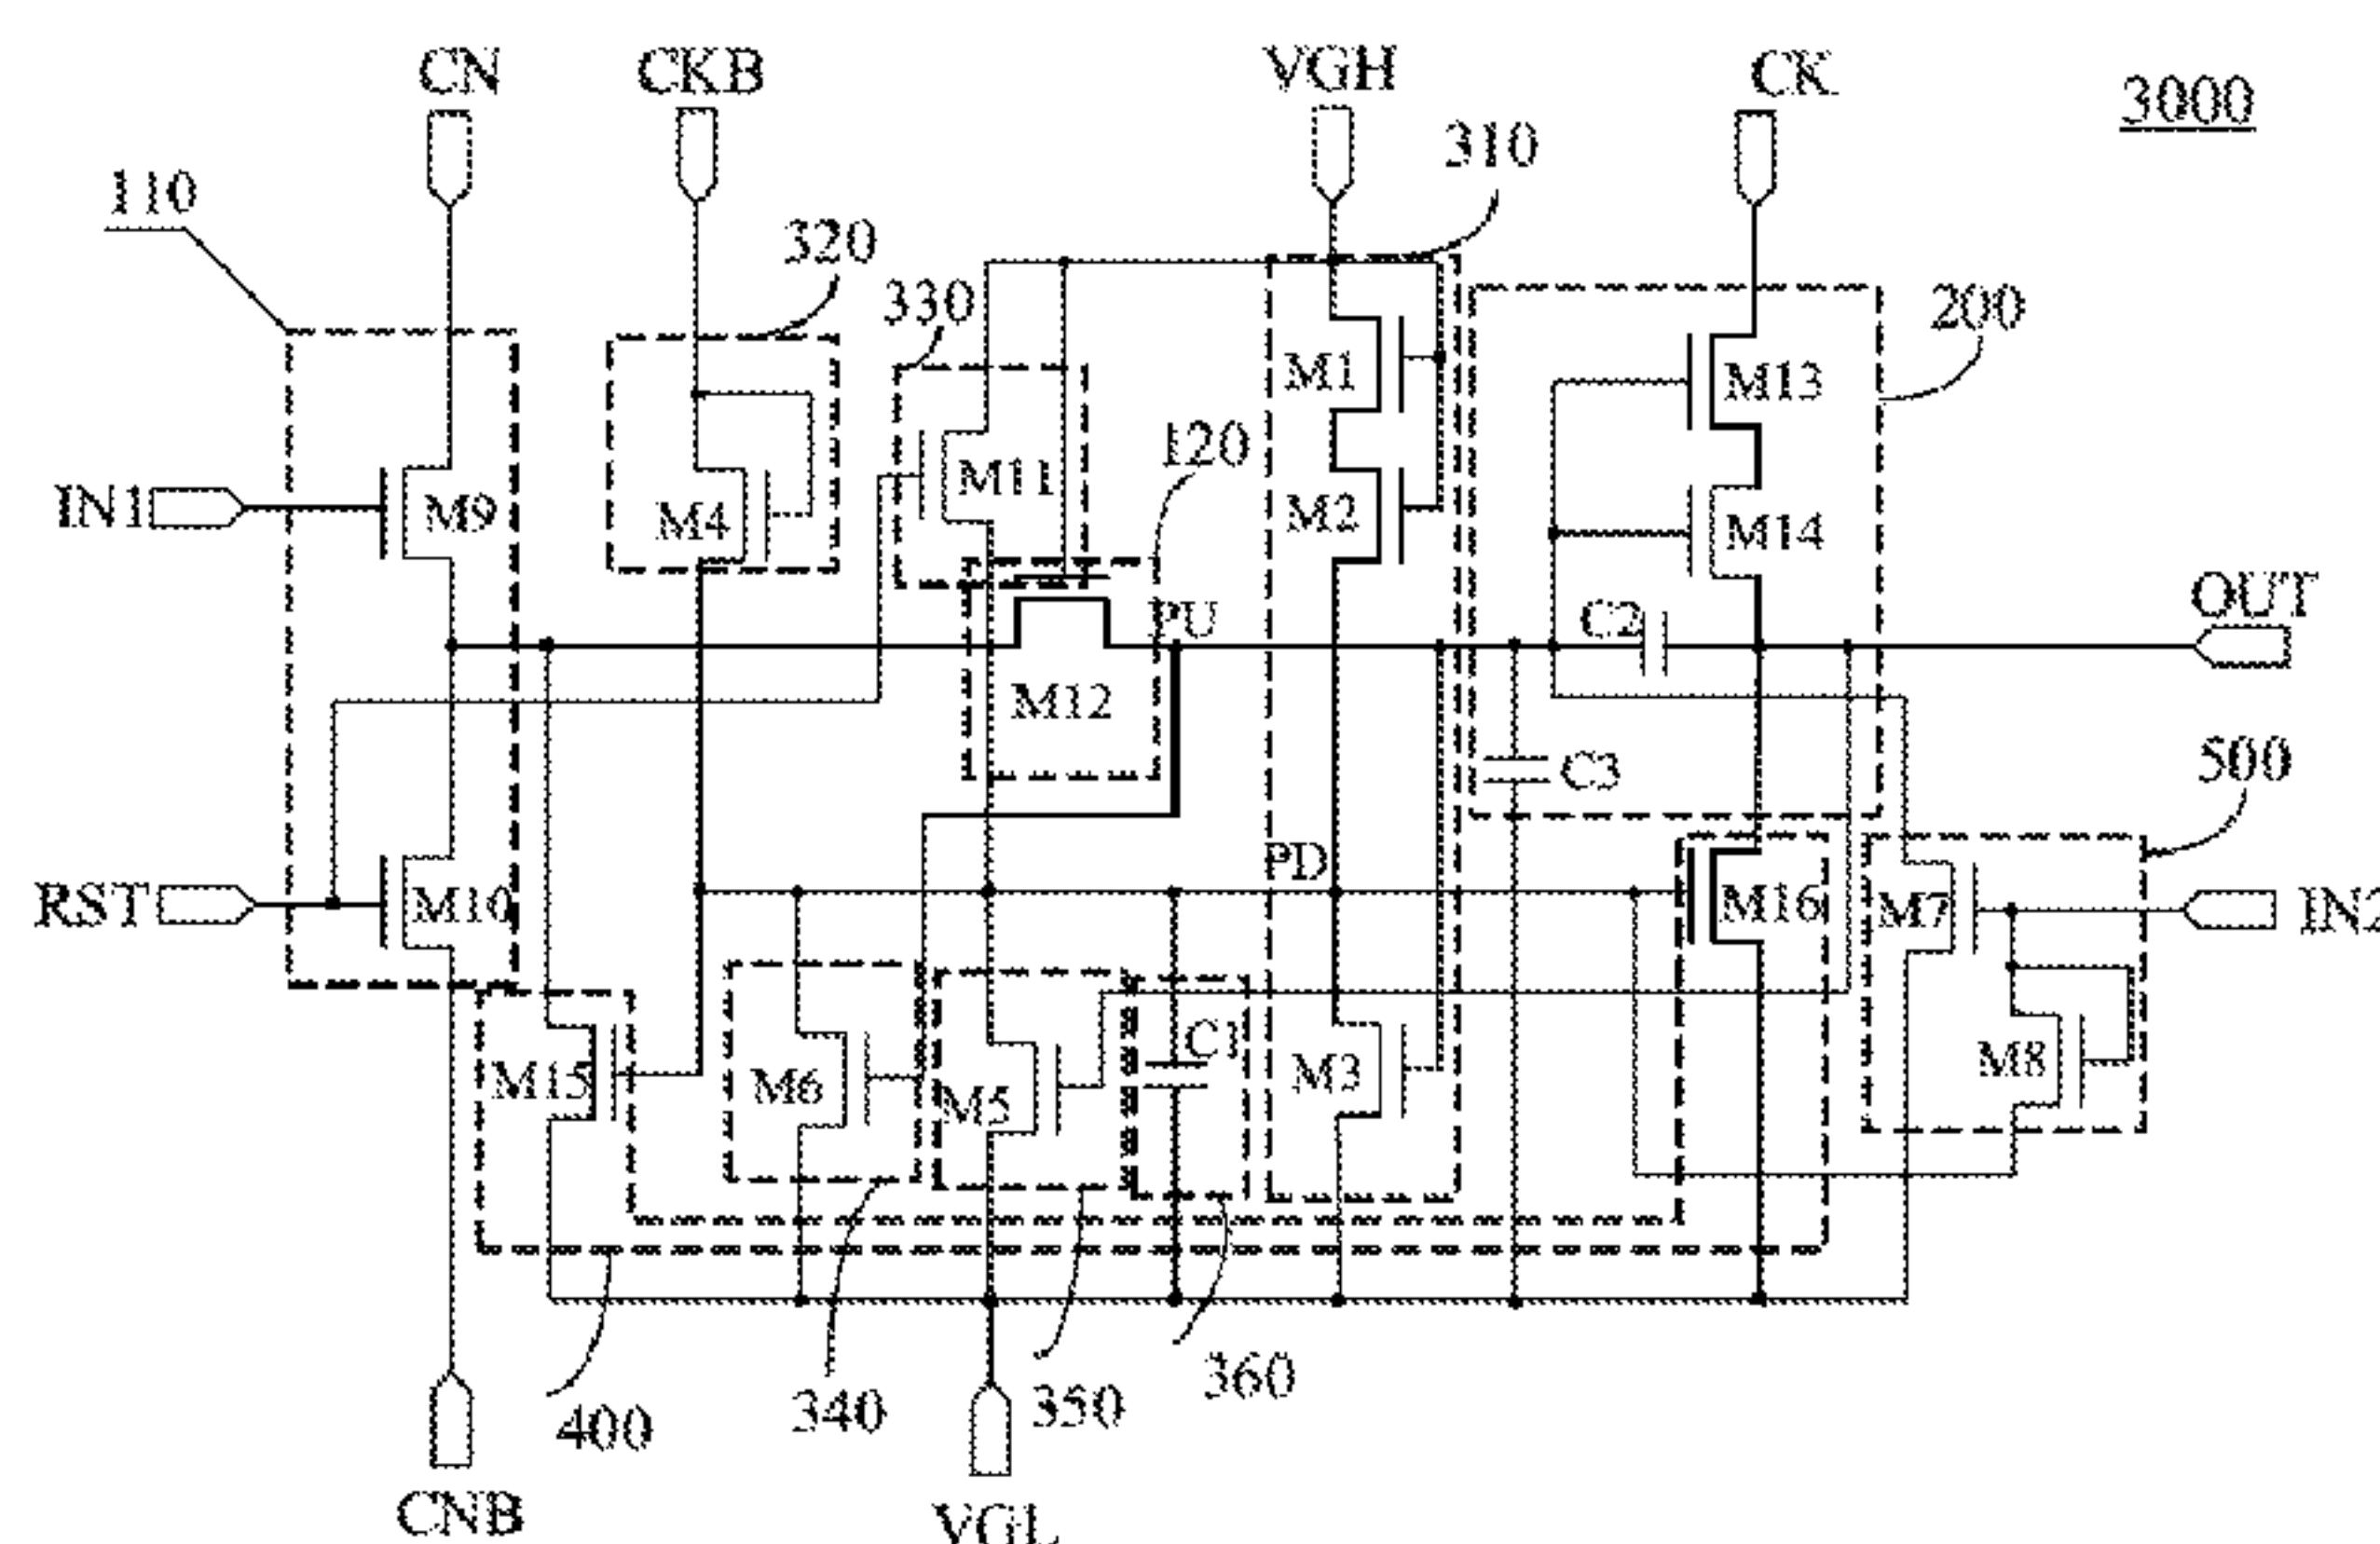 CN
CKB
VGH
CK
3000
310
110
320
330
200
M1
M13
120
M11
IN1
M9
M4
M2
M14
PU
C2
OUT
M12
C3
500
PD
RST
M10
M16
M7
IN2
C1
M15
M6
M5
M3
M8
360
340
350
400
CNB
VGL